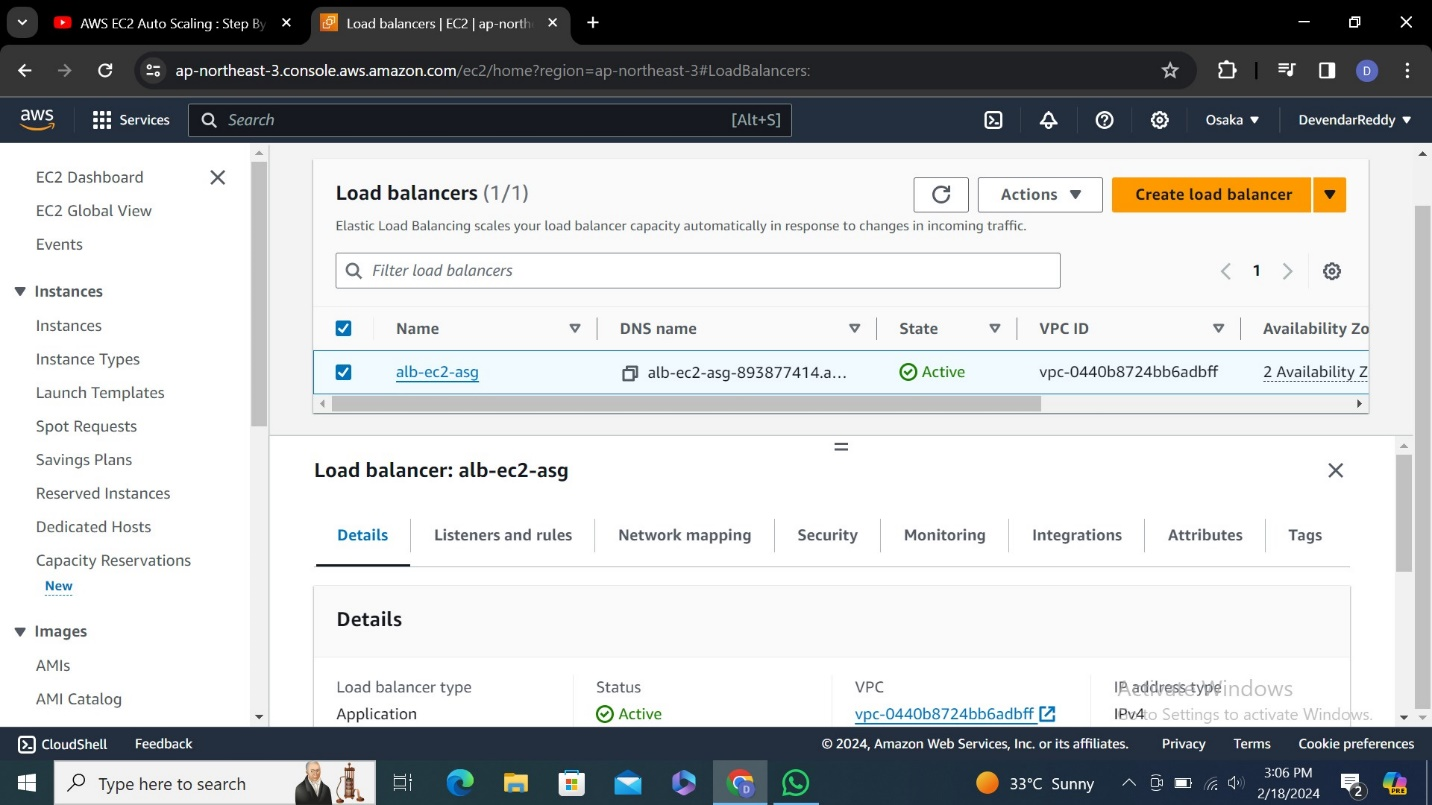 AWS EC2 Auto Scaling : Step By
Load balancers | EC2 | ap-north
ap-northeast-3.console.aws.amazon.com/ec2/home?region=ap-northeast-3#LoadBalancers:
D
aws
Services
Search
[Alt+S]
Osaka
DevendarReddy
EC2 Dashboard
EC2 Global View
Events
Instances
Instances
Instance Types
Launch Templates
Spot Requests
Savings Plans
Reserved Instances
Dedicated Hosts
Capacity Reservations
New
Images
AMIs
AMI Catalog
Load balancers (1/1)
Actions
Create load balancer
Elastic Load Balancing scales your load balancer capacity automatically in response to changes in incoming traffic.
Filter load balancers
1
Name DNS name State VPC ID Availability Zo
alb-ec2-asg alb-ec2-asg-893877414.a... Active vpc-0440b8724bb6adbff 2 Availability Z
Load balancer: alb-ec2-asg
Details Listeners and rules Network mapping Security Monitoring Integrations Attributes Tags
Details
Load balancer type Status VPC IP address type
Application Active vpc-0440b8724bb6adbff IPv4
Activate Windows
Go to Settings to activate Windows.
CloudShell Feedback © 2024, Amazon Web Services, Inc. or its affiliates. Privacy Terms Cookie preferences
Type here to search
D
33°C Sunny
3:06 PM
2/18/2024
2
PRE